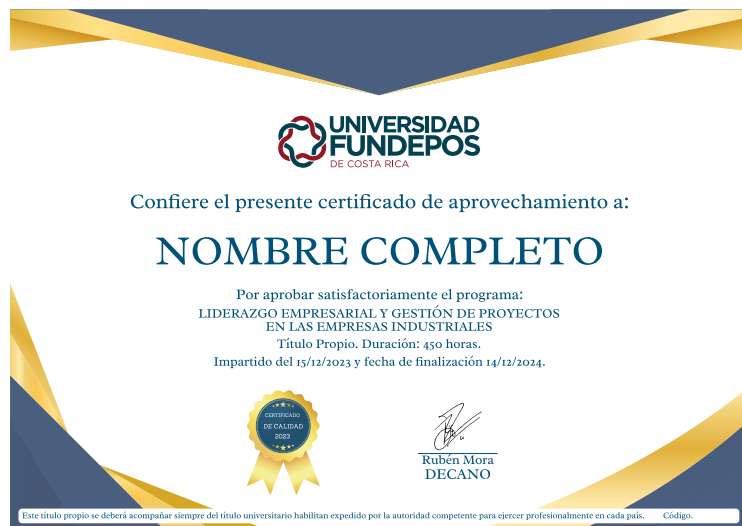 UNIVERSIDAD
FUNDEPOS
DE COSTA RICA
Confiere el presente certificado de aprovechamiento a:
NOMBRE COMPLETO
Por aprobar satisfactoriamente el programa:
LIDERAZGO EMPRESARIAL Y GESTIÓN DE PROYECTOS
EN LAS EMPRESAS INDUSTRIALES
Título Propio. Duración: 450 horas.
Impartido del 15/12/2023 y fecha de finalización 14/12/2024.
CERTIFICADO
DE CALIDAD
2023
Rubén Mora
DECANO
Este título propio se deberá acompañar siempre del título universitario habilitan expedido por la autoridad competente para ejercer profesionalmente en cada país. Código.